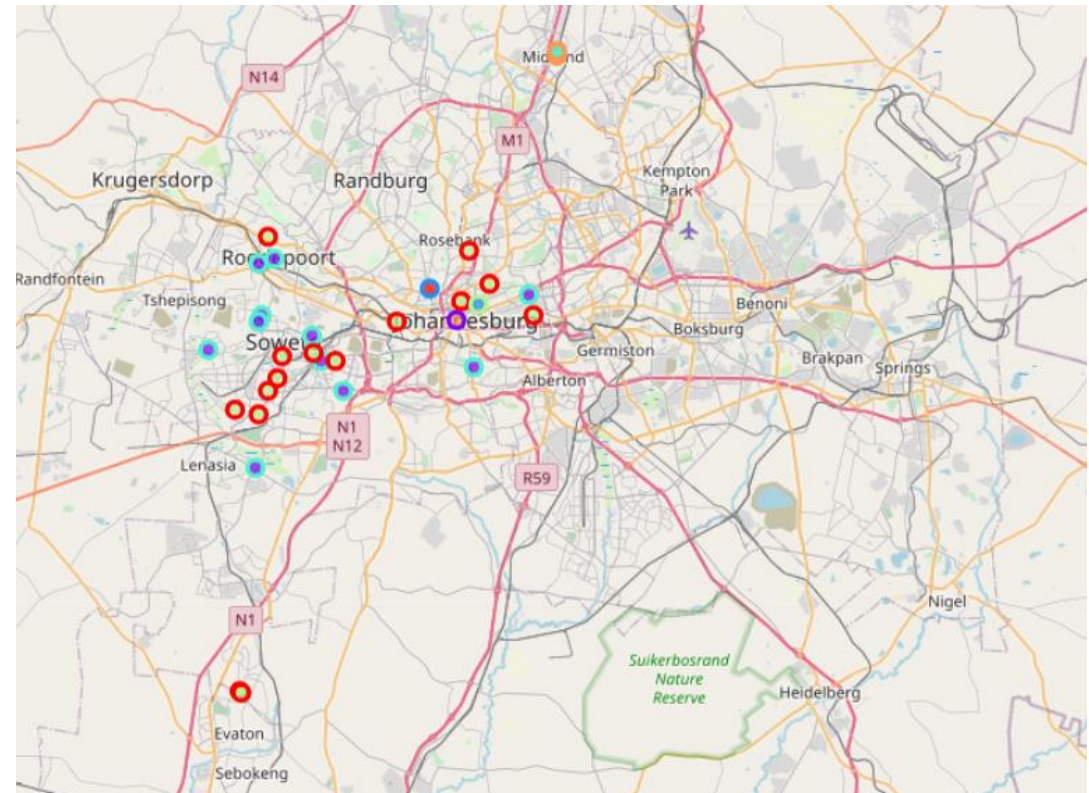 Midrand
N14
M1
Kempton
Park
Krugersdorp
Randburg
Rosebank
Randfontein
Tshepisong
Benoni
Boksburg
Germiston
Brakpan
Springs
Alberton
N1
N12
Lenasia
R59
Nigel
N1
Suikerbosrand
Nature
Reserve
Heidelberg
Evaton
Sebokeng